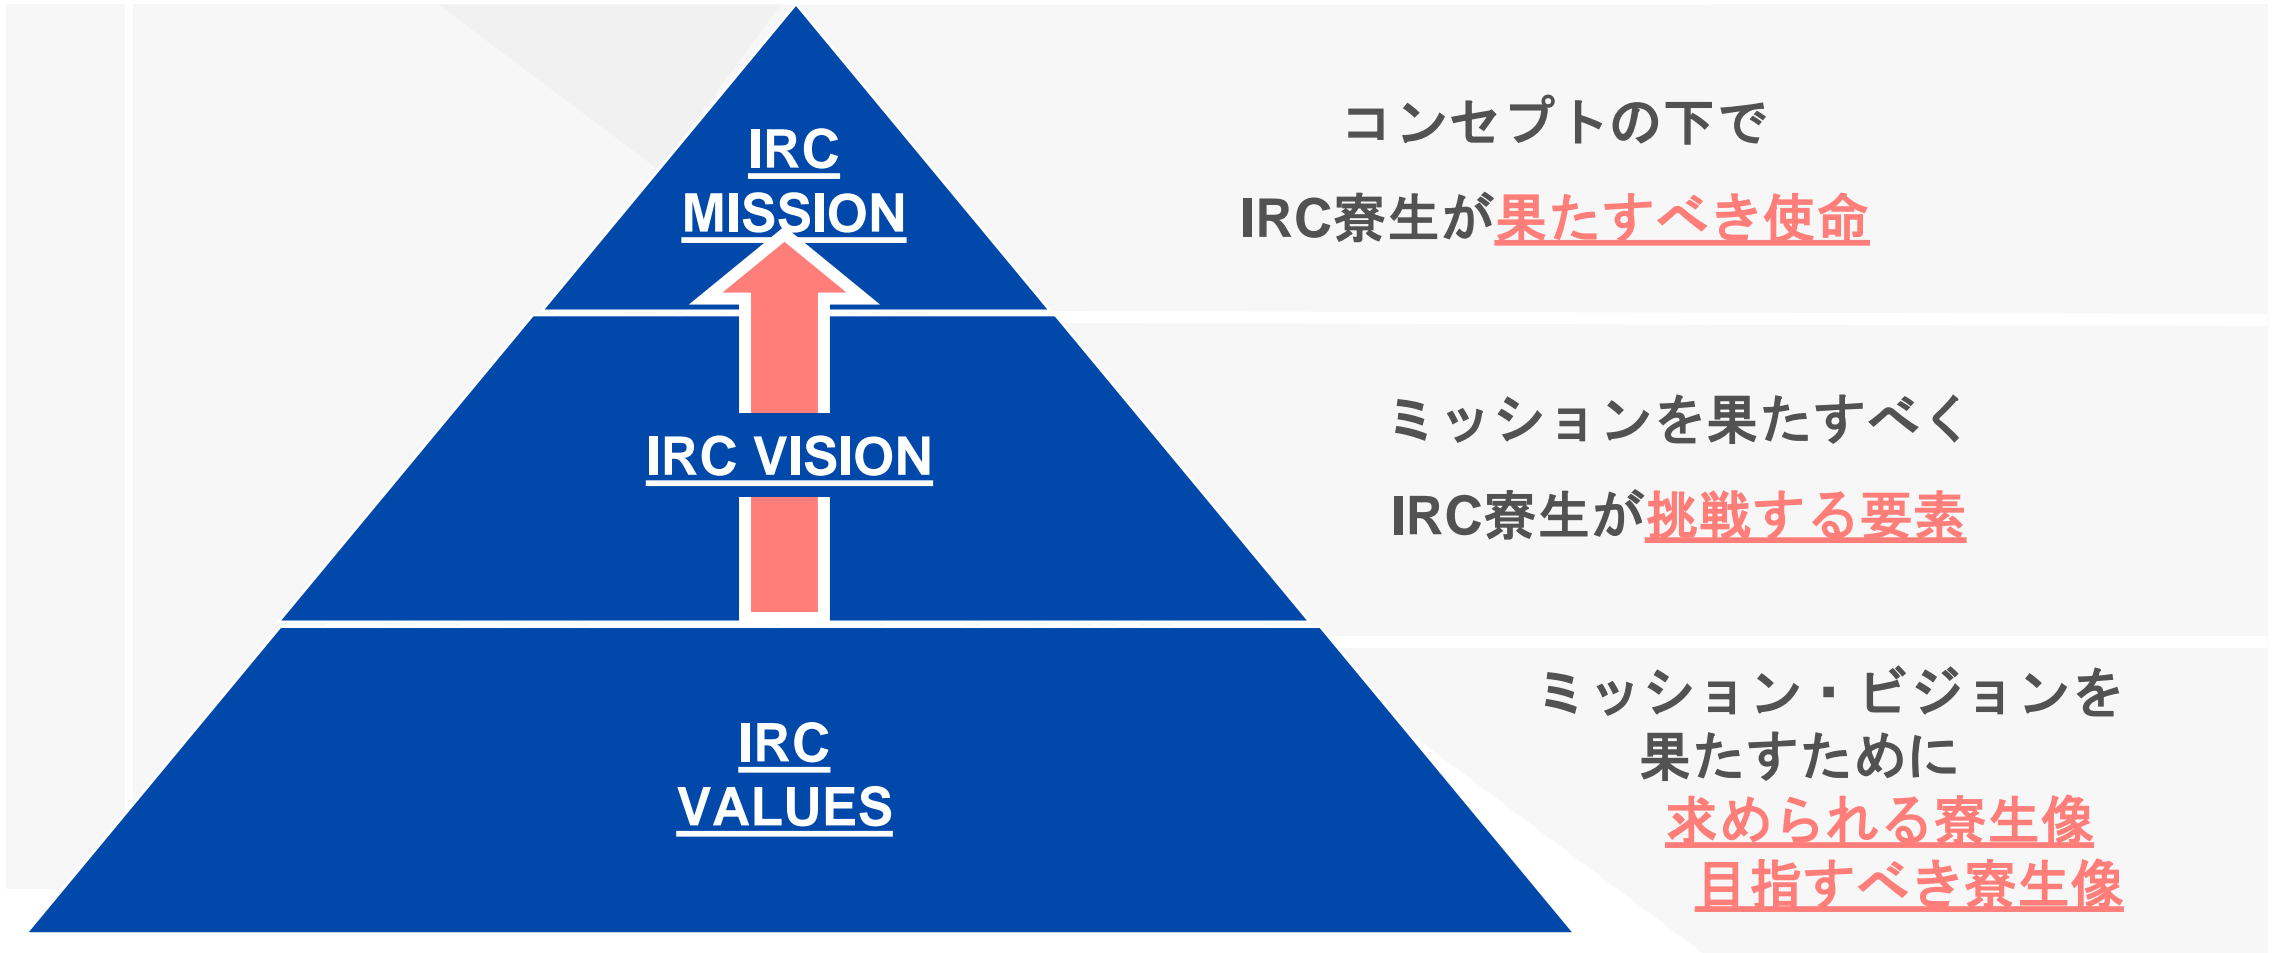 IRC
MISSION
コンセプトの下で
IRC寮生が果たすべき使命
IRC VISION
ミッションを果たすべく
IRC寮生が挑戦する要素
IRC
VALUES
ミッション・ビジョンを
果たすために
求められる寮生像
目指すべき寮生像